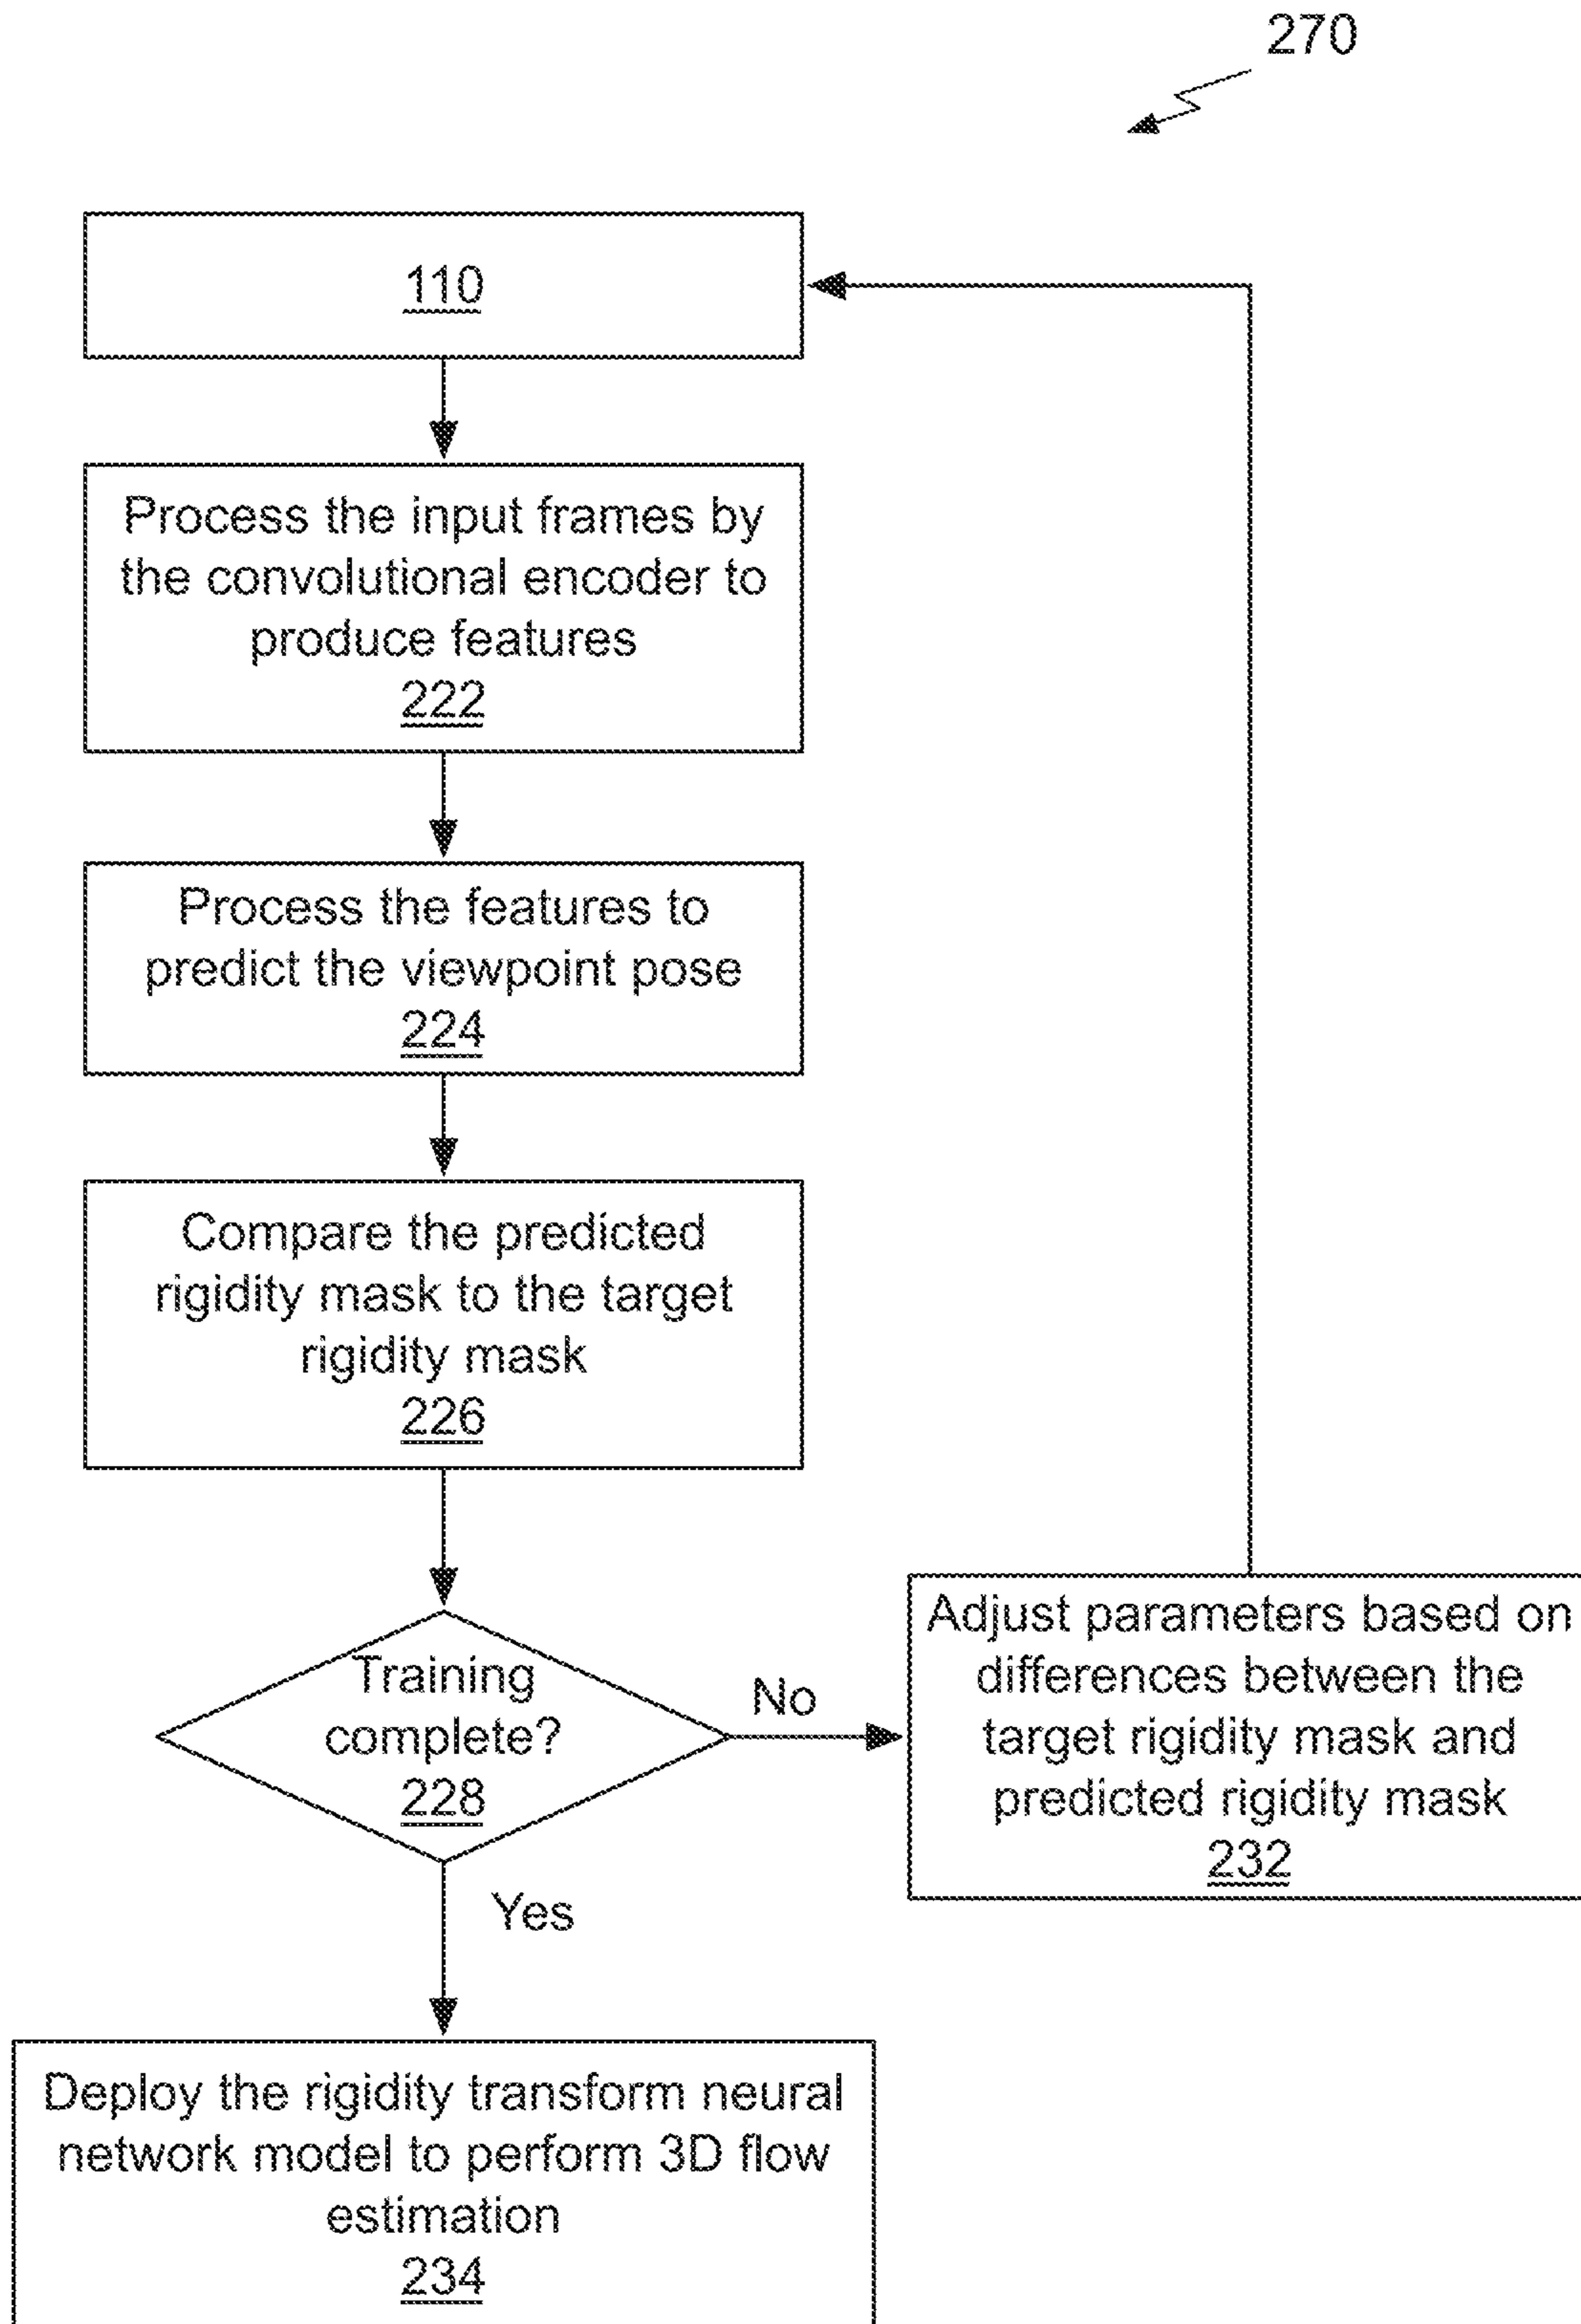 270
110
Process the input frames by
the convolutional encoder to
produce features
222
Process the features to
predict the viewpoint pose
224
Compare the predicted
rigidity mask to the target
rigidity mask
226
Training
complete?
228
No
Adjust parameters based on
differences between the
target rigidity mask and
predicted rigidity mask
232
Yes
Deploy the rigidity transform neural
network model to perform 3D flow
estimation
234